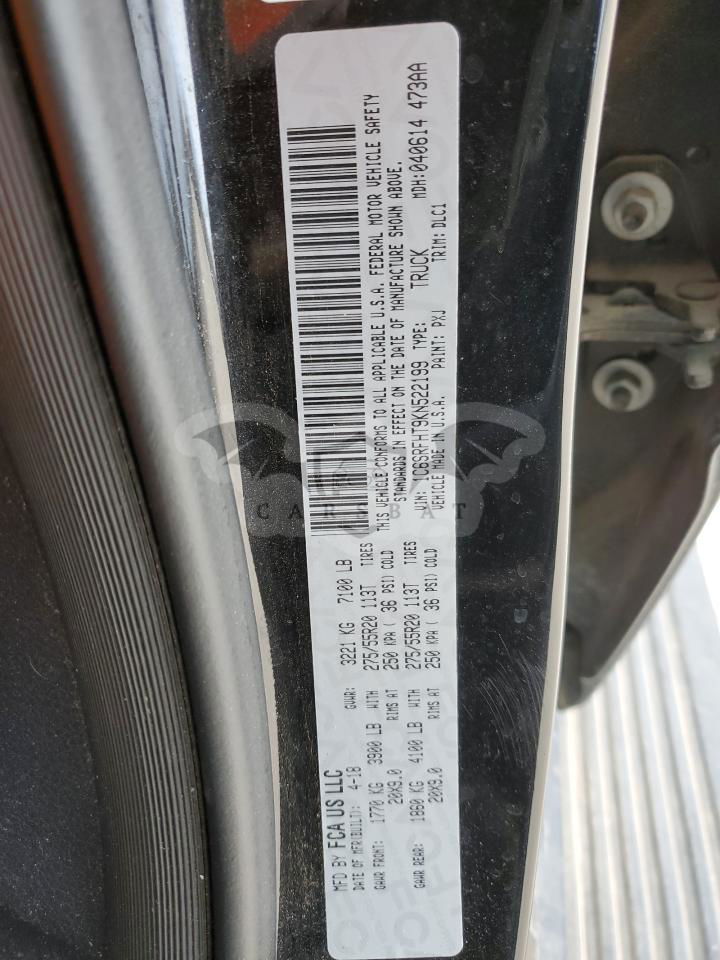 MFD BY FCA US LLC
DATE OF MFR(BUILT): 4-18 GVWR: 3221 KG 7100 LB
GAWR FRONT: 1770 KG 3900 LB WITH 275/55R20 113T TIRES
20X9.0 RIMS AT 250 KPA ( 36 PSI) COLD
GAWR REAR: 1860 KG 4100 LB WITH 275/55R20 113T TIRES
20X9.0 RIMS AT 250 KPA ( 36 PSI) COLD
THIS VEHICLE CONFORMS TO ALL APPLICABLE U.S.A. FEDERAL MOTOR VEHICLE SAFETY
STANDARDS IN EFFECT ON THE DATE OF MANUFACTURE SHOWN ABOVE.
VIN: 1C6SRFHT9KN522199 TYPE: TRUCK MDH:040614 473AA
VEHICLE MADE IN U.S.A. PAINT: PXJ TRIM: DLC1
CARSBAT